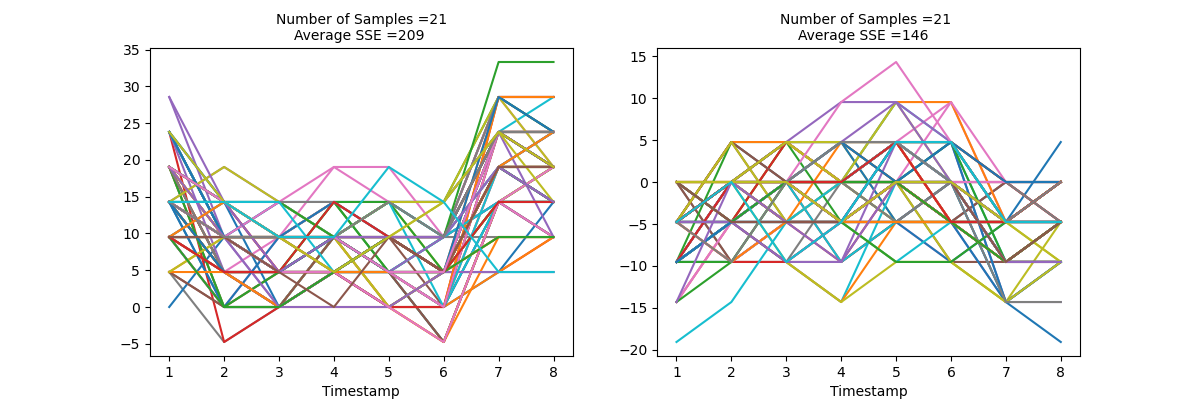 Number of Samples =21
Average SSE =209
35
30
25
20
15
10
5
0
−5
1 2 3 4 5 6 7 8
Timestamp
Number of Samples =21
Average SSE =146
15
10
5
0
−5
−10
−15
−20
1 2 3 4 5 6 7 8
Timestamp